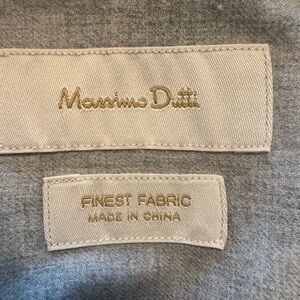 Massimo Dutti
FINEST FABRIC
MADE IN CHINA